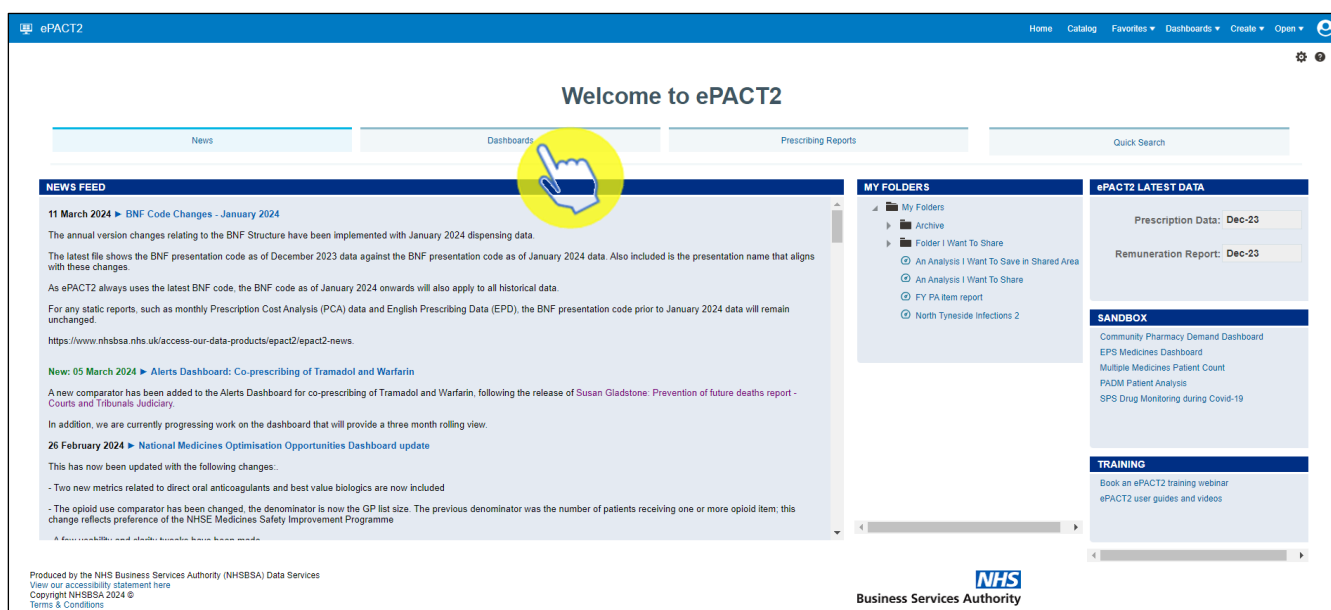 ePACT2
Home Catalog Favorites Dashboards Create Open
Welcome to ePACT2
News
Dashboards
Prescribing Reports
Quick Search
NEWS FEED
11 March 2024 ► BNF Code Changes - January 2024
The annual version changes relating to the BNF Structure have been implemented with January 2024 dispensing data.
The latest file shows the BNF presentation code as of December 2023 data against the BNF presentation code as of January 2024 data. Also included is the presentation name that aligns
with these changes.
As ePACT2 always uses the latest BNF code, the BNF code as of January 2024 onwards will also apply to all historical data.
For any static reports, such as monthly Prescription Cost Analysis (PCA) data and English Prescribing Data (EPD), the BNF presentation code prior to January 2024 data will remain
unchanged.
https://www.nhsbsa.nhs.uk/access-our-data-products/epact2/epact2-news.
New: 05 March 2024 ► Alerts Dashboard: Co-prescribing of Tramadol and Warfarin
A new comparator has been added to the Alerts Dashboard for co-prescribing of Tramadol and Warfarin, following the release of Susan Gladstone: Prevention of future deaths report -
Courts and Tribunals Judiciary.
In addition, we are currently progressing work on the dashboard that will provide a three month rolling view.
26 February 2024 ► National Medicines Optimisation Opportunities Dashboard update
This has now been updated with the following changes:.
- Two new metrics related to direct oral anticoagulants and best value biologics are now included
- The opioid use comparator has been changed, the denominator is now the GP list size. The previous denominator was the number of patients receiving one or more opioid item; this
change reflects preference of the NHSE Medicines Safety Improvement Programme
- A few usability and clarity tweaks have been made
MY FOLDERS
My Folders
Archive
Folder I Want To Share
An Analysis I Want To Save in Shared Area
An Analysis I Want To Share
FY PA item report
North Tyneside Infections 2
ePACT2 LATEST DATA
Prescription Data: Dec-23
Remuneration Report: Dec-23
SANDBOX
Community Pharmacy Demand Dashboard
EPS Medicines Dashboard
Multiple Medicines Patient Count
PADM Patient Analysis
SPS Drug Monitoring during Covid-19
TRAINING
Book an ePACT2 training webinar
ePACT2 user guides and videos
Produced by the NHS Business Services Authority (NHSBSA) Data Services
View our accessibility statement here
Copyright NHSBSA 2024 ©
Terms & Conditions
NHS
Business Services Authority